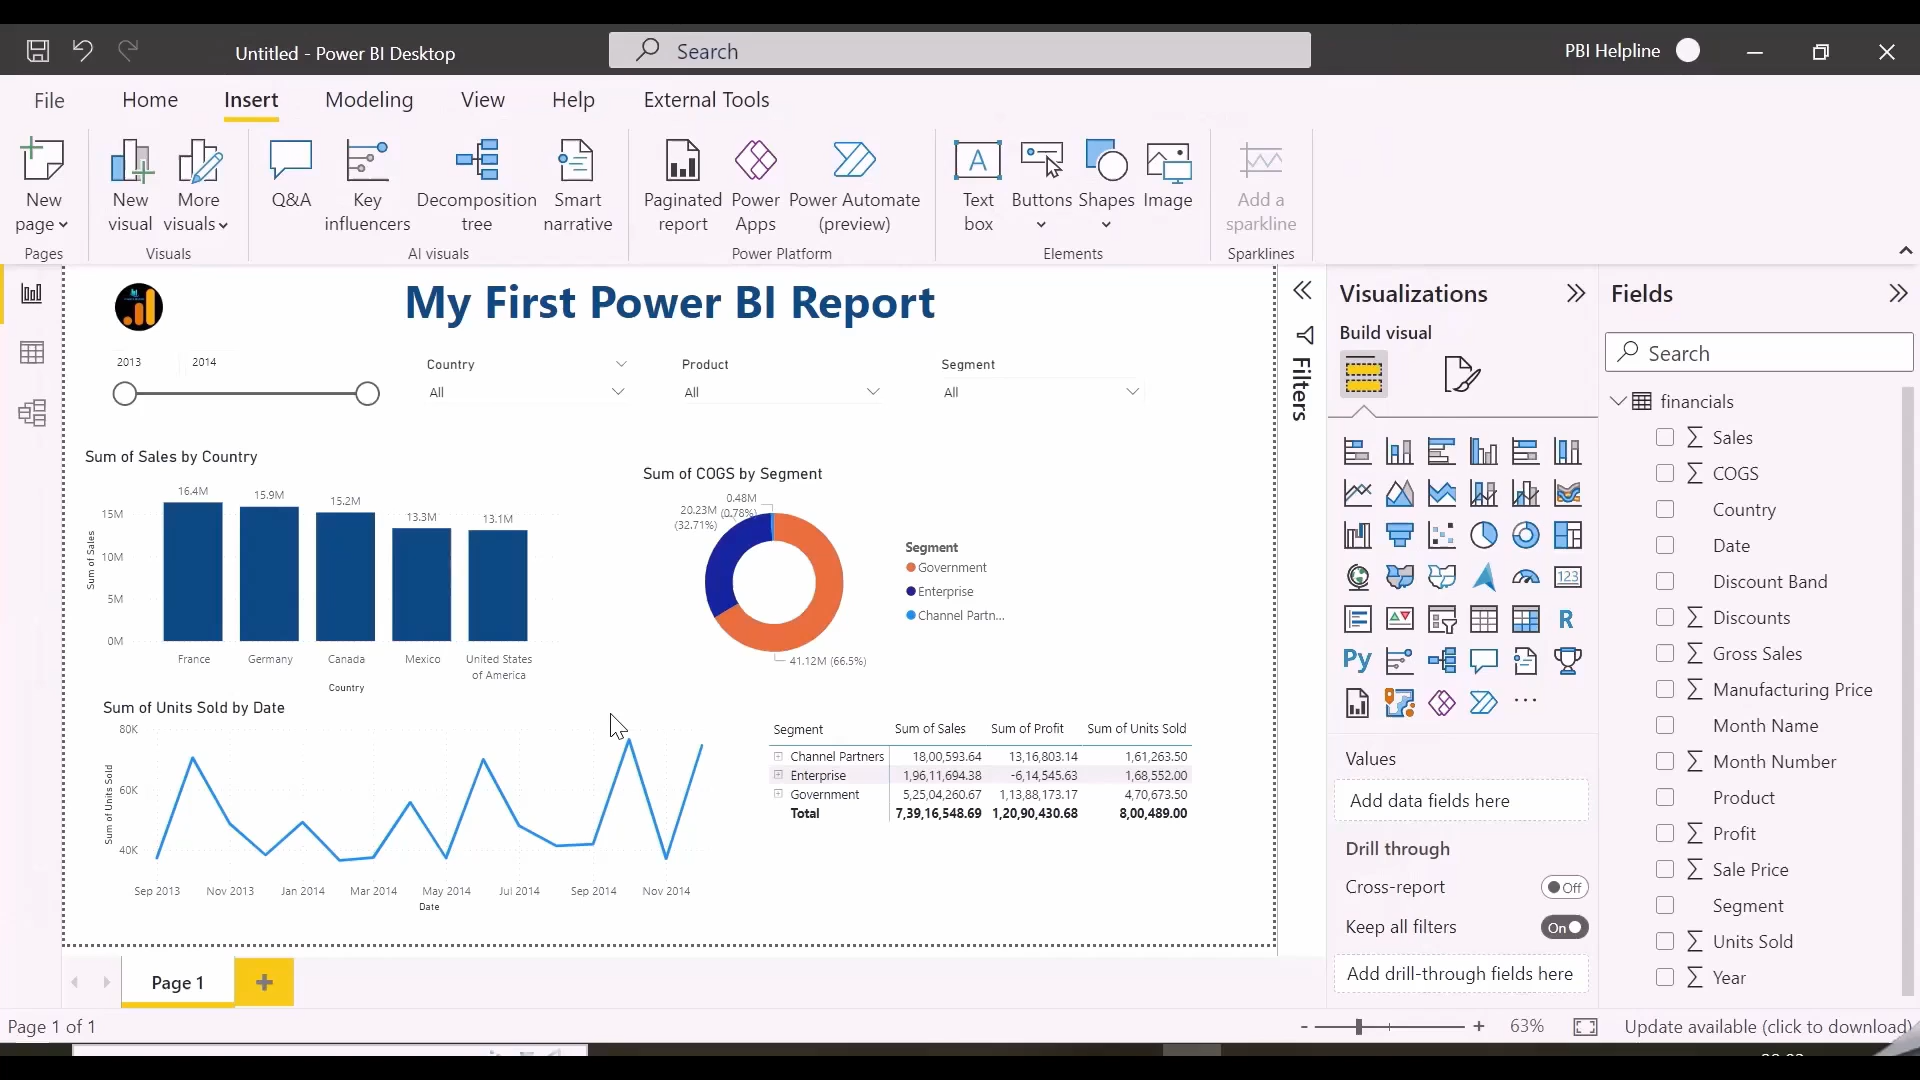 Untitled - Power BI Desktop
Search
PBI Helpline
File
Home
Insert
Modeling
View
Help
External Tools
New page
New visual
More visuals
Q&A
Key influencers
Decomposition tree
Smart narrative
Paginated report
Power Apps
Power Automate (preview)
Text box
Buttons
Shapes
Image
Add a sparkline
Pages
Visuals
AI visuals
Power Platform
Elements
Sparklines
My First Power BI Report
2013
2014
Country
All
Product
All
Segment
All
Sum of Sales by Country
Sum of Sales
15M
10M
5M
0M
16.4M
15.9M
15.2M
13.3M
13.1M
France
Germany
Canada
Mexico
United States of America
Country
Sum of COGS by Segment
0.48M
(0.78%)
20.23M
(32.71%)
41.12M (66.5%)
Segment
Government
Enterprise
Channel Partn...
Sum of Units Sold by Date
Sum of Units Sold
80K
60K
40K
Sep 2013
Nov 2013
Jan 2014
Mar 2014
May 2014
Jul 2014
Sep 2014
Nov 2014
Date
Segment Sum of Sales Sum of Profit Sum of Units Sold
Channel Partners 18,00,593.64 13,16,803.14 1,61,263.50
Enterprise 1,96,11,694.38 -6,14,545.63 1,68,552.00
Government 5,25,04,260.67 1,13,88,173.17 4,70,673.50
Total 7,39,16,548.69 1,20,90,430.68 8,00,489.00
Filters
Visualizations
Build visual
123
R
Py
Values
Add data fields here
Drill through
Cross-report
Off
Keep all filters
On
Add drill-through fields here
Fields
Search
financials
Sales
COGS
Country
Date
Discount Band
Discounts
Gross Sales
Manufacturing Price
Month Name
Month Number
Product
Profit
Sale Price
Segment
Units Sold
Year
Page 1
Page 1 of 1
63%
Update available (click to download)